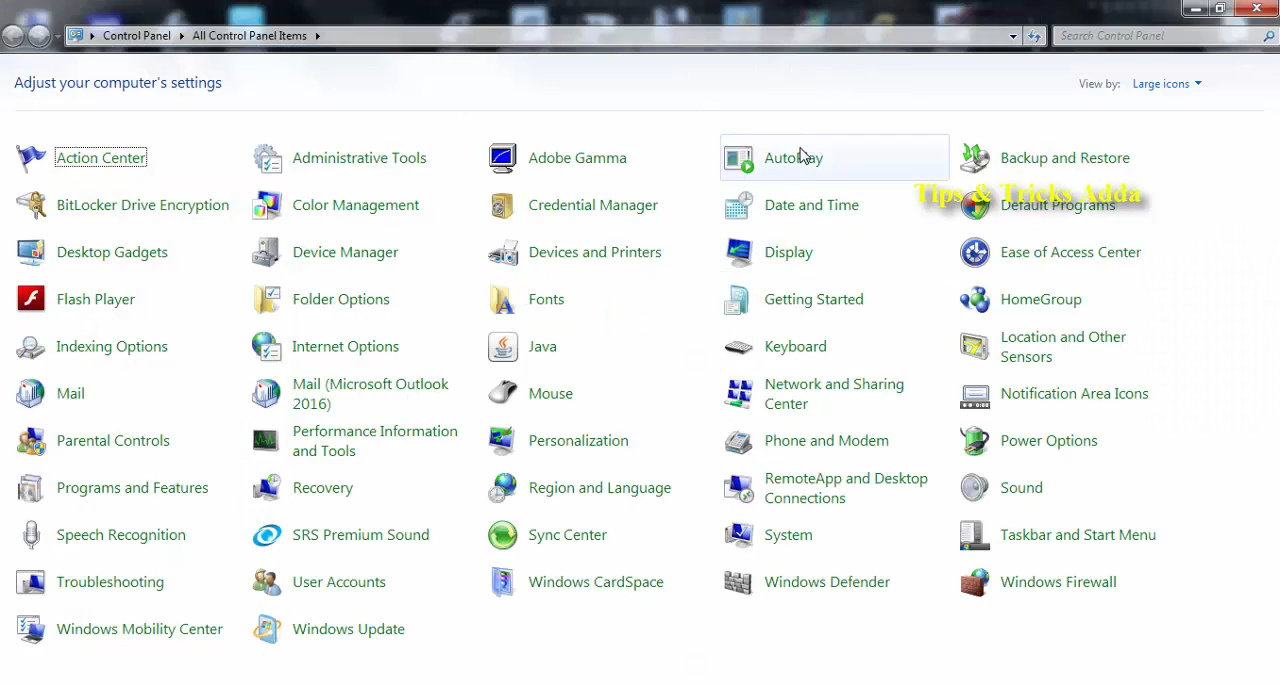 Control Panel All Control Panel Items Search Control Panel
Adjust your computer's settings View by: Large icons
Action Center Administrative Tools Adobe Gamma AutoPlay Backup and Restore
Tips & Tricks Adda
BitLocker Drive Encryption Color Management Credential Manager Date and Time Default Programs
Desktop Gadgets Device Manager Devices and Printers Display Ease of Access Center
Flash Player Folder Options Fonts Getting Started HomeGroup
Indexing Options Internet Options Java Keyboard Location and Other
Sensors
Mail Mail (Microsoft Outlook Mouse Network and Sharing Notification Area Icons
2016) Center
Parental Controls Performance Information Personalization Phone and Modem Power Options
and Tools
Programs and Features Recovery Region and Language RemoteApp and Desktop Sound
Connections
Speech Recognition SRS Premium Sound Sync Center System Taskbar and Start Menu
Troubleshooting User Accounts Windows CardSpace Windows Defender Windows Firewall
Windows Mobility Center Windows Update